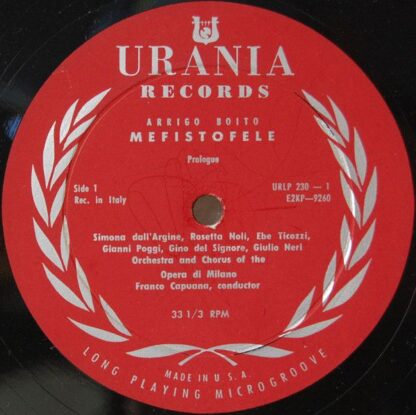 URANIA
RECORDS
ARRIGO BOITO
MEFISTOFELE
Prologue
Side 1
Rec. in Italy
URLP 230 — 1
E2KP—9260
Simona dall'Argine, Rosetta Noli, Ebe Ticozzi,
Gianni Poggi, Gino del Signore, Giulio Neri
Orchestra and Chorus of the
Opera di Milano
Franco Capuana, conductor
33 1/3 RPM
MADE IN U. S. A.
LONG PLAYING MICROGROOVE